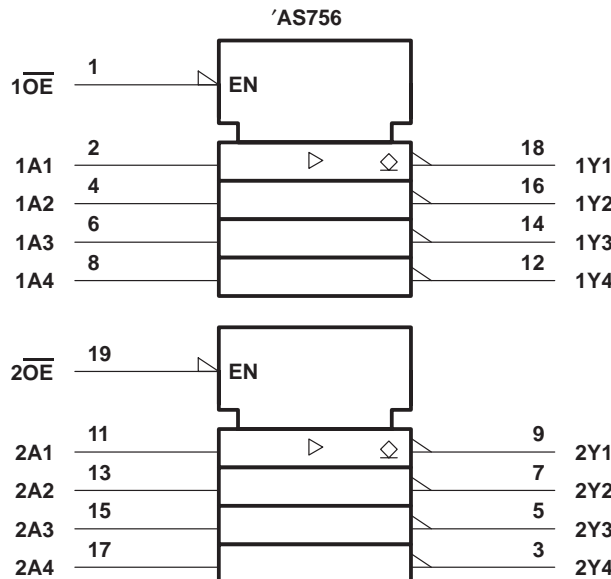 ′AS756
1OE 1 EN
1A1 2 18 1Y1
1A2 4 16 1Y2
1A3 6 14 1Y3
1A4 8 12 1Y4
2OE 19 EN
2A1 11 9 2Y1
2A2 13 7 2Y2
2A3 15 5 2Y3
2A4 17 3 2Y4